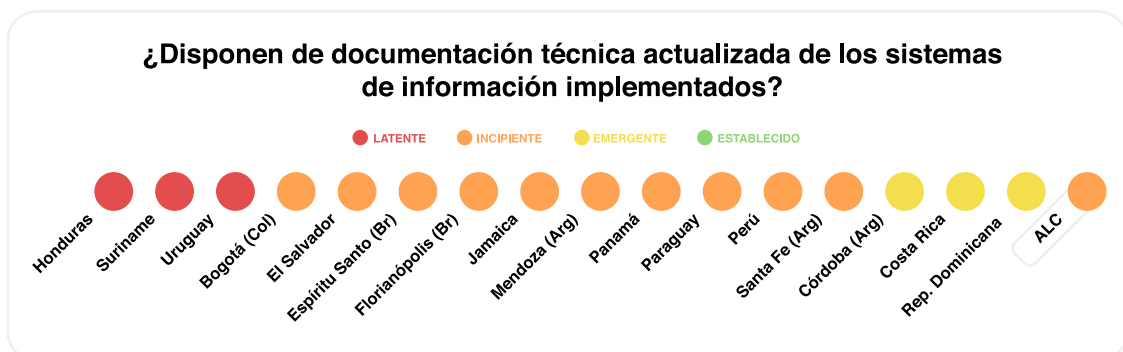 ¿Disponen de documentación técnica actualizada de los sistemas
de información implementados?
LATENTE
INCIPIENTE
EMERGENTE
ESTABLECIDO
Honduras
Suriname
Uruguay
Bogotá (Col)
El Salvador
Espíritu Santo (Br)
Florianópolis (Br)
Jamaica
Mendoza (Arg)
Panamá
Paraguay
Perú
Santa Fe (Arg)
Córdoba (Arg)
Costa Rica
Rep. Dominicana
ALC